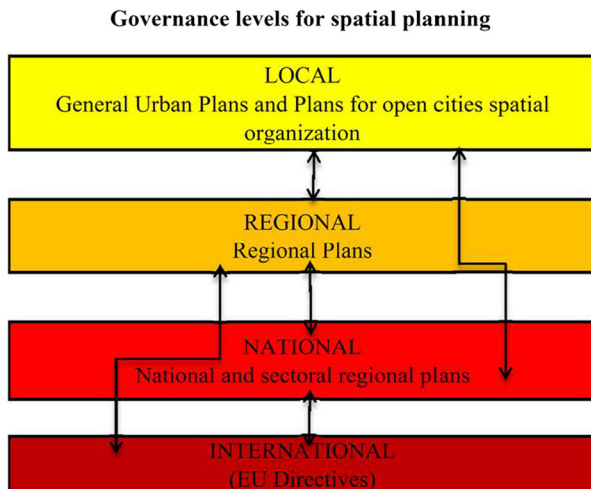 Governance levels for spatial planning
LOCAL
General Urban Plans and Plans for open cities spatial
organization
REGIONAL
Regional Plans
NATIONAL
National and sectoral regional plans
INTERNATIONAL
(EU Directives)